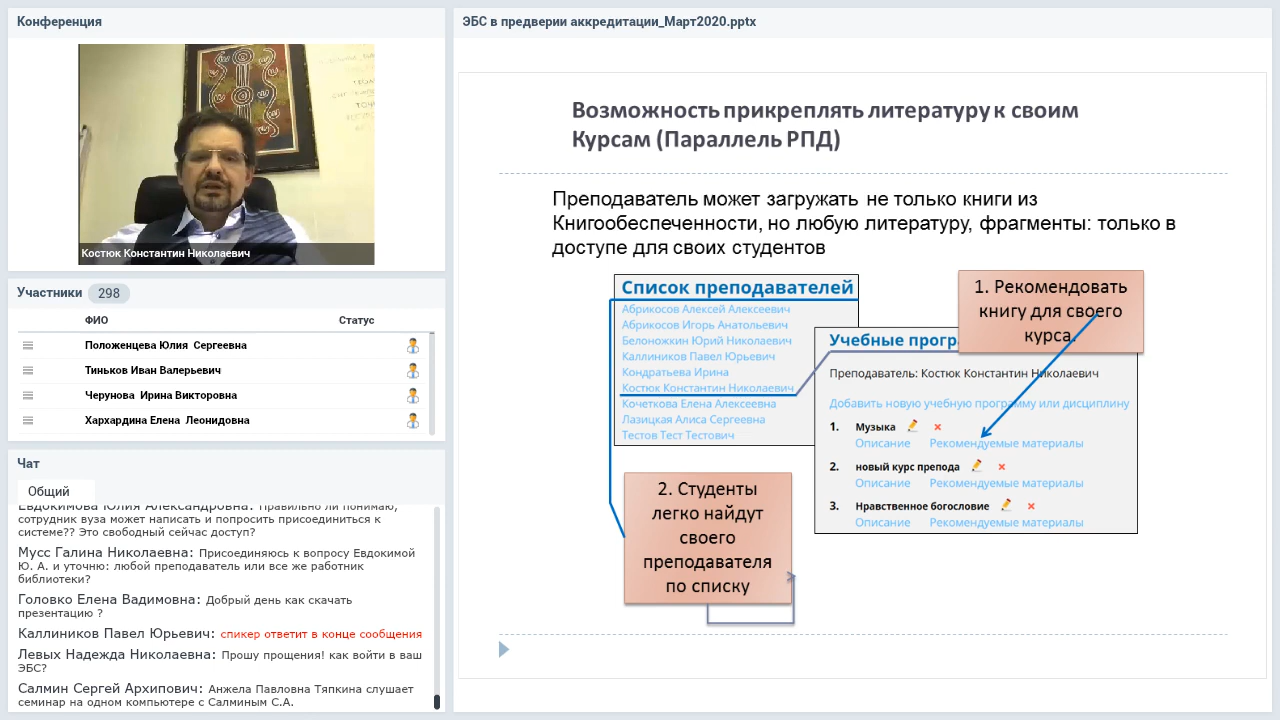 Конференция
Костюк Константин Николаевич
Участники 298
ФИО Статус
Положенцева Юлия Сергеевна
Тиньков Иван Валерьевич
Черунова Ирина Викторовна
Хархардина Елена Леонидовна
Чат
Общий
Евдокимова Юлия Александровна: Правильно ли понимаю,
сотрудник вуза может написать и попросить присоединиться к
системе?? Это свободный сейчас доступ?
Мусс Галина Николаевна: Присоединяюсь к вопросу Евдокимой
Ю. А. и уточню: любой преподаватель или все же работник
библиотеки?
Головко Елена Вадимовна: Добрый день как скачать
презентацию ?
Каллиников Павел Юрьевич: спикер ответит в конце сообщения
Левых Надежда Николаевна: Прошу прощения! как войти в ваш
ЭБС?
Салмин Сергей Архипович: Анжела Павловна Тяпкина слушает
семинар на одном компьютере с Салминым С.А.
ЭБС в предверии аккредитации_Март2020.pptx
Возможность прикреплять литературу к своим
Курсам (Параллель РПД)
Преподаватель может загружать не только книги из
Книгообеспеченности, но любую литературу, фрагменты: только в
доступе для своих студентов
Список преподавателей
Абрикосов Алексей Алексеевич
Абрикосов Игорь Анатольевич
Белоножкин Юрий Николаевич
Каллиников Павел Юрьевич
Кондратьева Ирина
Костюк Константин Николаевич
Кочеткова Елена Алексеевна
Лазицкая Алиса Сергеевна
Тестов Тест Тестович
1. Рекомендовать
книгу для своего
курса.
Учебные прогр
Преподаватель: Костюк Константин Николаевич
Добавить новую учебную программу или дисциплину
1. Музыка
Описание Рекомендуемые материалы
2. новый курс препода
Описание Рекомендуемые материалы
3. Нравственное богословие
Описание Рекомендуемые материалы
2. Студенты
легко найдут
своего
преподавателя
по списку